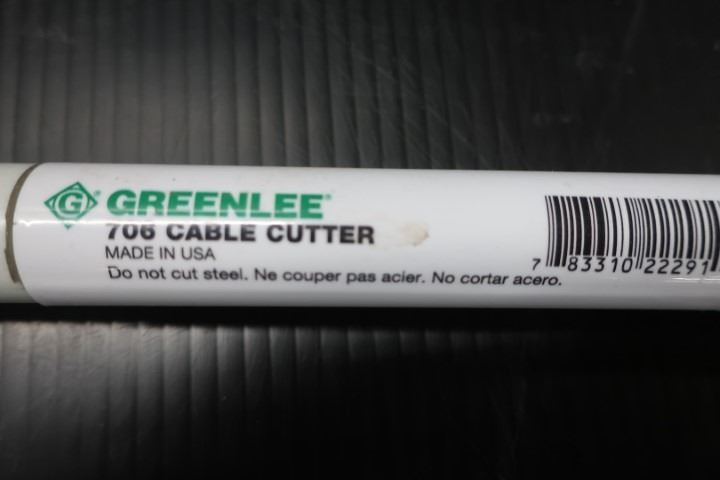 G® GREENLEE®
706 CABLE CUTTER
MADE IN USA
Do not cut steel. Ne couper pas acier. No cortar acero.
7 83310 22291